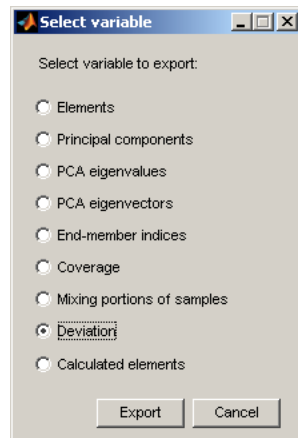 Select variable
Select variable to export:
Elements
Principal components
PCA eigenvalues
PCA eigenvectors
End-member indices
Coverage
Mixing portions of samples
Deviation
Calculated elements
Export Cancel